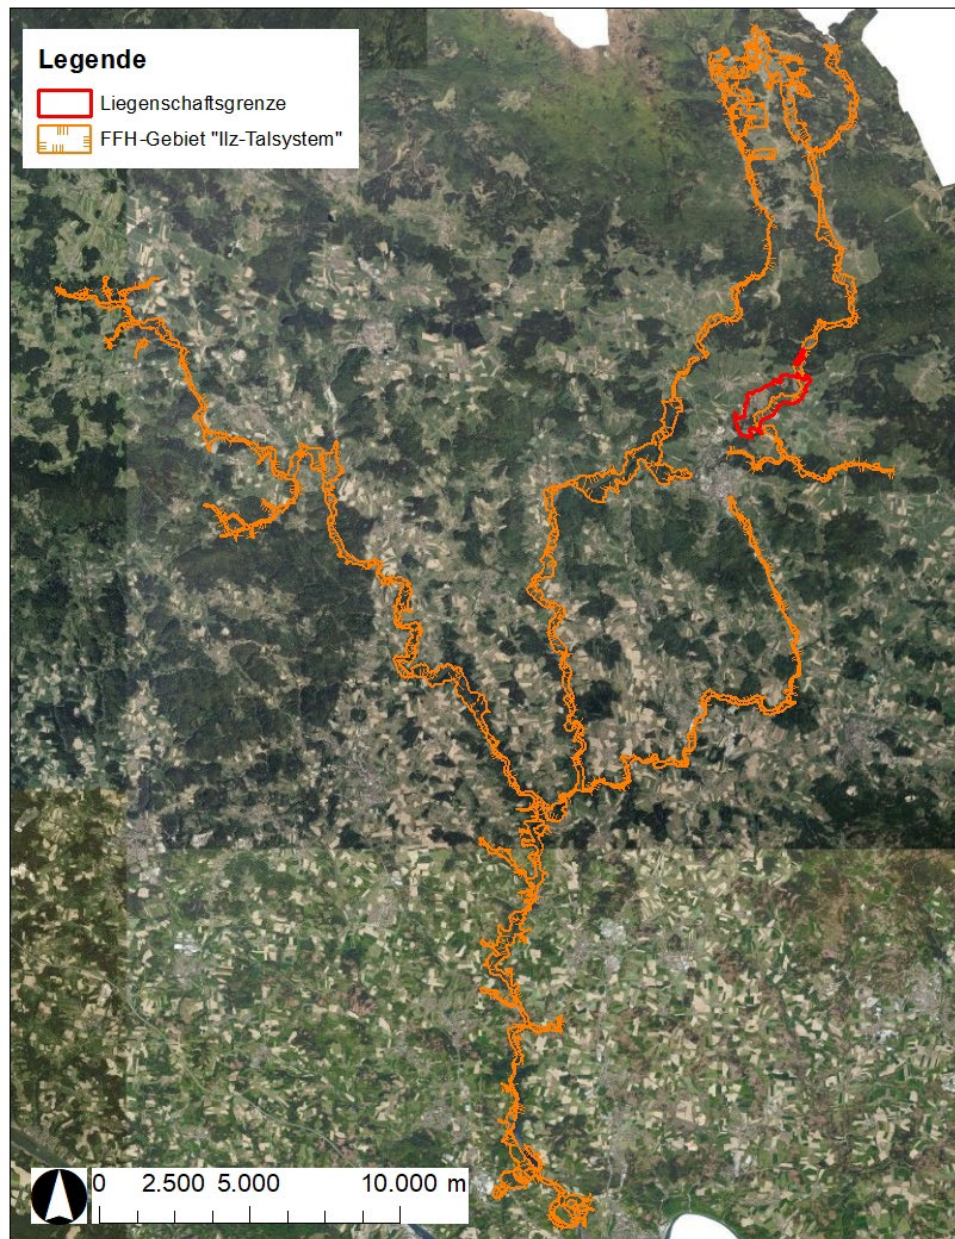 Legende
Liegenschaftsgrenze
FFH-Gebiet "Ilz-Talsystem"
0 2.500 5.000 10.000 m